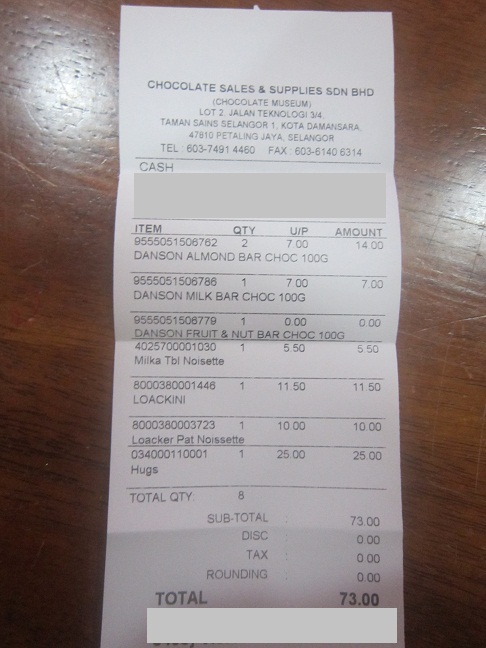 CHOCOLATE SALES & SUPPLIES SDN BHD
(CHOCOLATE MUSEUM)
LOT 2, JALAN TEKNOLOGI 3/4,
TAMAN SAINS SELANGOR 1, KOTA DAMANSARA,
47810 PETALING JAYA, SELANGOR
TEL : 603-7491 4460 FAX : 603-6140 6314
CASH
ITEM QTY U/P AMOUNT
9555051506762 2 7.00 14.00
DANSON ALMOND BAR CHOC 100G
9555051506786 1 7.00 7.00
DANSON MILK BAR CHOC 100G
9555051506779 1 0.00 0.00
DANSON FRUIT & NUT BAR CHOC 100G
4025700001030 1 5.50 5.50
Milka Tbl Noisette
8000380001446 1 11.50 11.50
LOACKINI
8000380003723 1 10.00 10.00
Loacker Pat Noissette
034000110001 1 25.00 25.00
Hugs
TOTAL QTY 8
SUB-TOTAL : 73.00
DISC : 0.00
TAX : 0.00
ROUNDING : 0.00
TOTAL 73.00